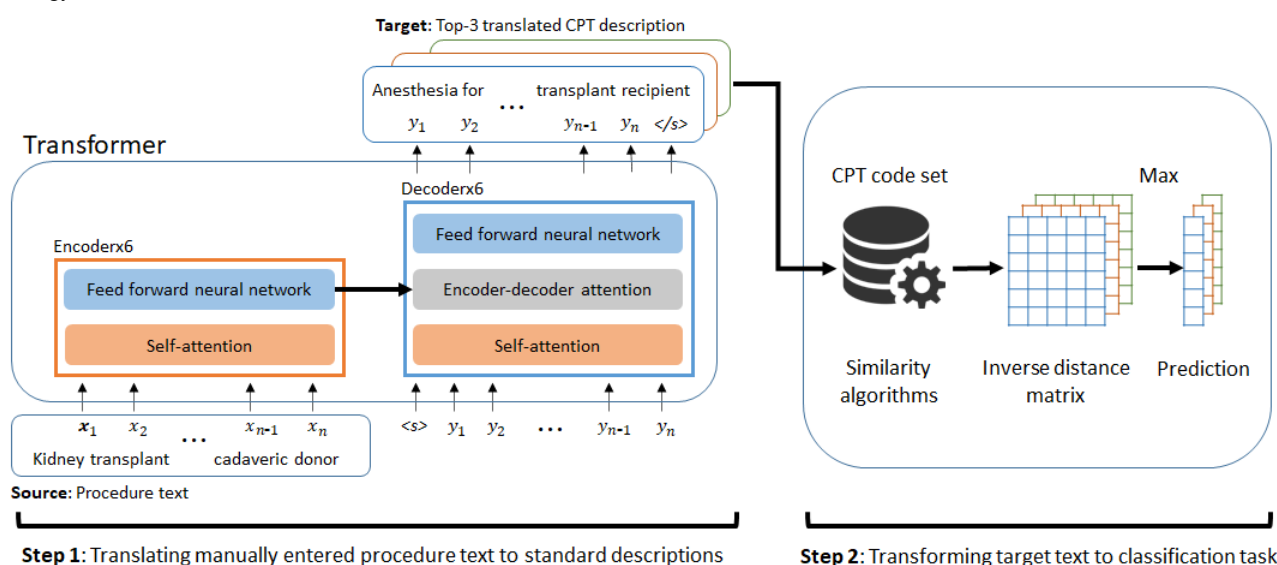 Target: Top-3 translated CPT description
Anesthesia for ... transplant recipient
y1 y2 yn-1 yn </s>
Transformer
Decoderx6
Feed forward neural network
Encoder-decoder attention
Self-attention
Encoderx6
Feed forward neural network
Self-attention
x1 x2 ... xn-1 xn
Kidney transplant cadaveric donor
Source: Procedure text
<s> y1 y2 ... yn-1 yn
Step 1: Translating manually entered procedure text to standard descriptions
CPT code set
Max
Similarity
algorithms
Inverse distance
matrix
Prediction
Step 2: Transforming target text to classification task